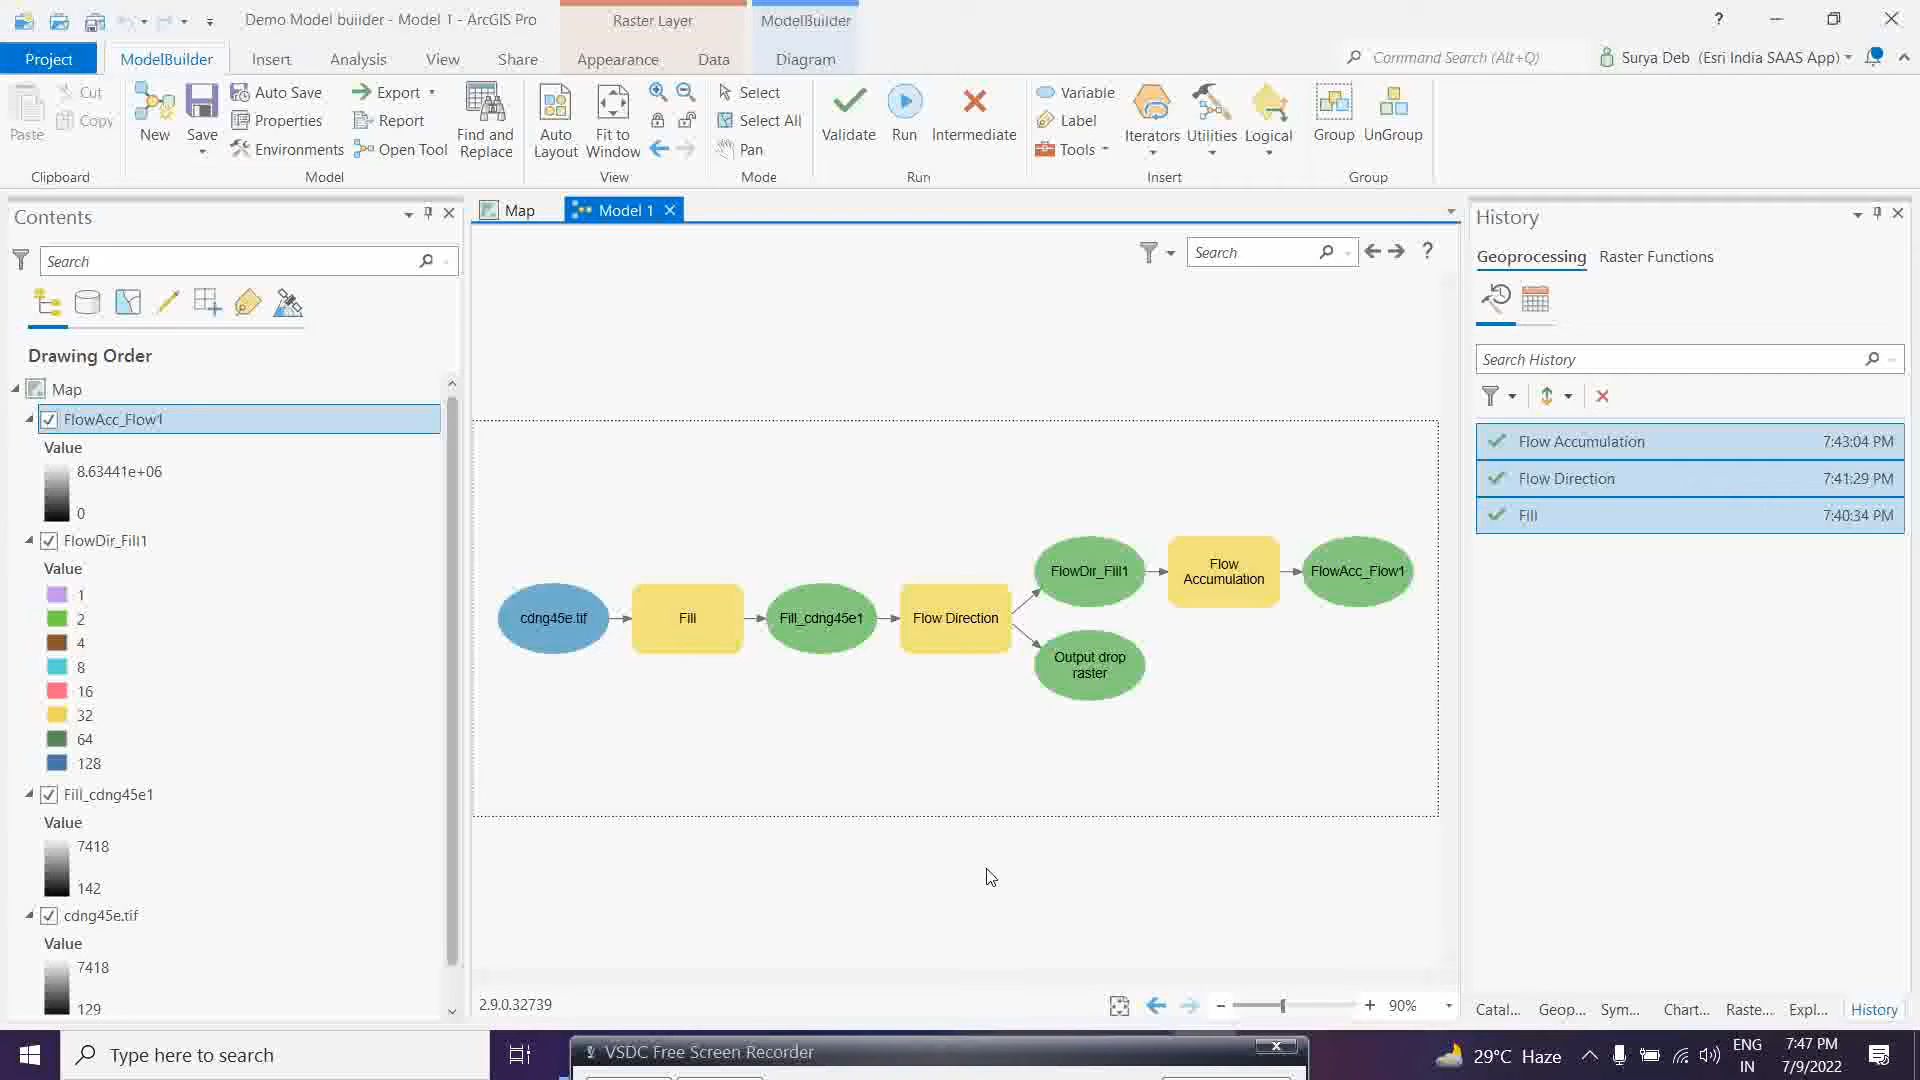 Demo Model buiider - Model 1 - ArcGIS Pro
Raster Layer
ModelBuilder
?
Project
ModelBuilder
Insert
Analysis
View
Share
Appearance
Data
Diagram
Command Search (Alt+Q)
Surya Deb (Esri India SAAS App)
Paste
Cut
Copy
Clipboard
New
Save
Auto Save
Properties
Environments
Export
Report
Open Tool
Find and
Replace
Model
Auto
Layout
Fit to
Window
View
Select
Select All
Pan
Mode
Validate
Run
Intermediate
Run
Variable
Label
Tools
Iterators
Utilities
Logical
Insert
Group
UnGroup
Group
Contents
Search
Drawing Order
Map
FlowAcc_Flow1
Value
8.63441e+06
0
FlowDir_Fill1
Value
1
2
4
8
16
32
64
128
Fill_cdng45e1
Value
7418
142
cdng45e.tif
Value
7418
129
Map
Model 1
Search
?
cdng45e.tif
Fill
Fill_cdng45e1
Flow Direction
FlowDir_Fill1
Flow
Accumulation
FlowAcc_Flow1
Output drop
raster
2.9.0.32739
90%
History
Geoprocessing
Raster Functions
Search History
Flow Accumulation 7:43:04 PM
Flow Direction 7:41:29 PM
Fill 7:40:34 PM
Catal...
Geop...
Sym...
Chart...
Raste...
Expl...
History
Type here to search
VSDC Free Screen Recorder
29°C Haze
ENG
IN
7:47 PM
7/9/2022